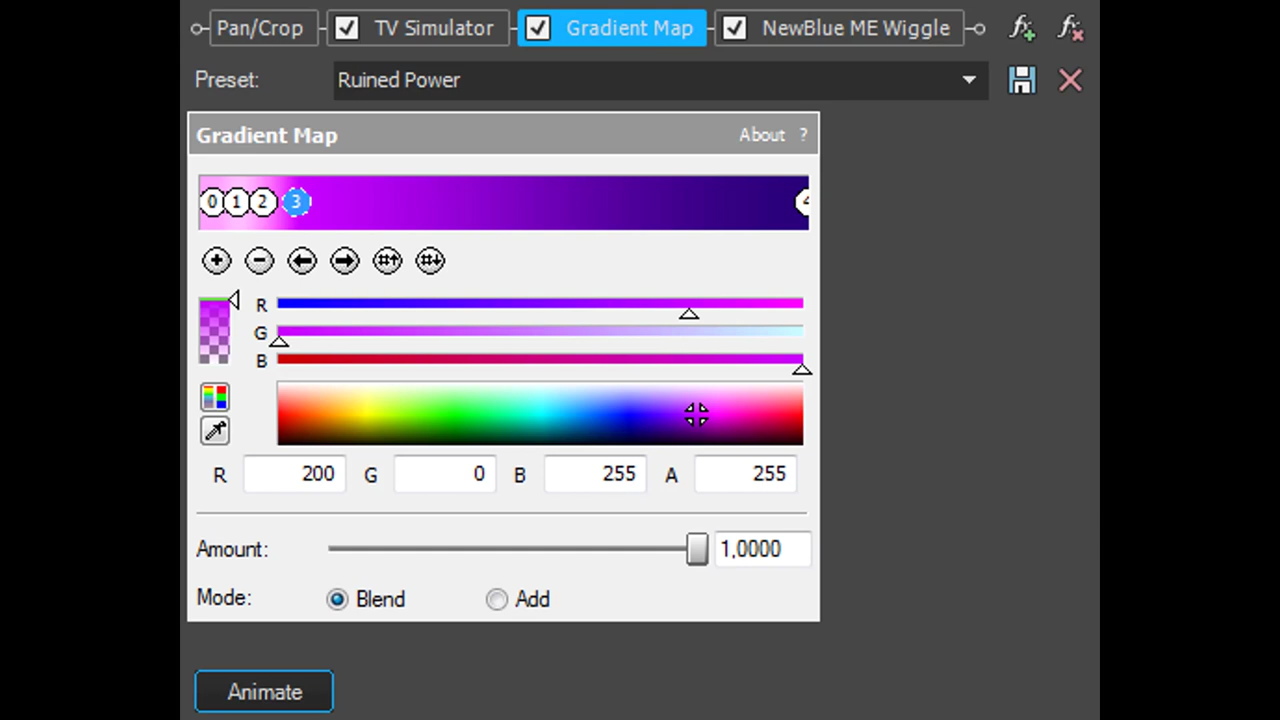 Pan/Crop TV Simulator Gradient Map NewBlue ME Wiggle
Preset: Ruined Power
Gradient Map About ?
0 1 2 3 4
R
G
B
R 200 G 0 B 255 A 255
Amount: 1,0000
Mode: Blend Add
Animate